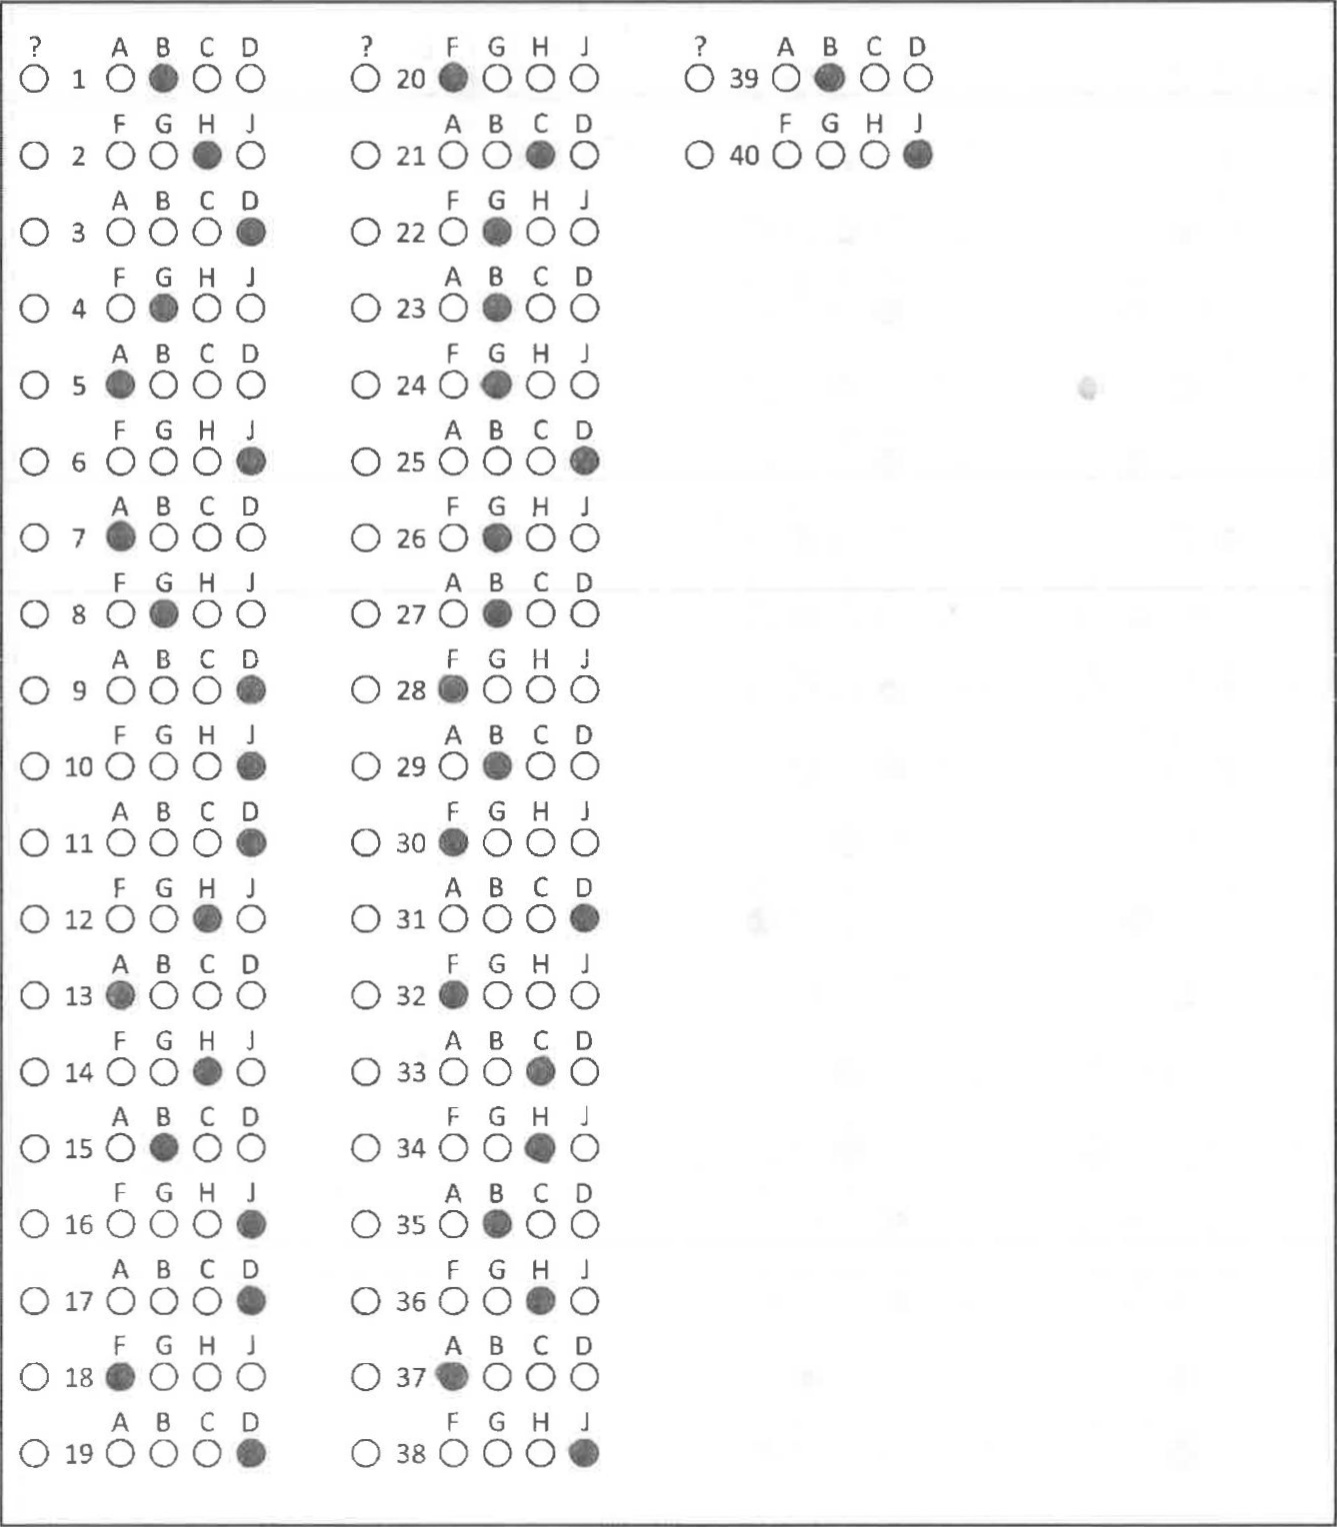 ? A B C D
1
F G H J
2
A B C D
3
F G H J
4
A B C D
5
F G H J
6
A B C D
7
F G H J
8
A B C D
9
F G H J
10
A B C D
11
F G H J
12
A B C D
13
F G H J
14
A B C D
15
F G H J
16
A B C D
17
F G H J
18
A B C D
19
? F G H J
20
A B C D
21
F G H J
22
A B C D
23
F G H J
24
A B C D
25
F G H J
26
A B C D
27
F G H J
28
A B C D
29
F G H J
30
A B C D
31
F G H J
32
A B C D
33
F G H J
34
A B C D
35
F G H J
36
A B C D
37
F G H J
38
? A B C D
39
F G H J
40